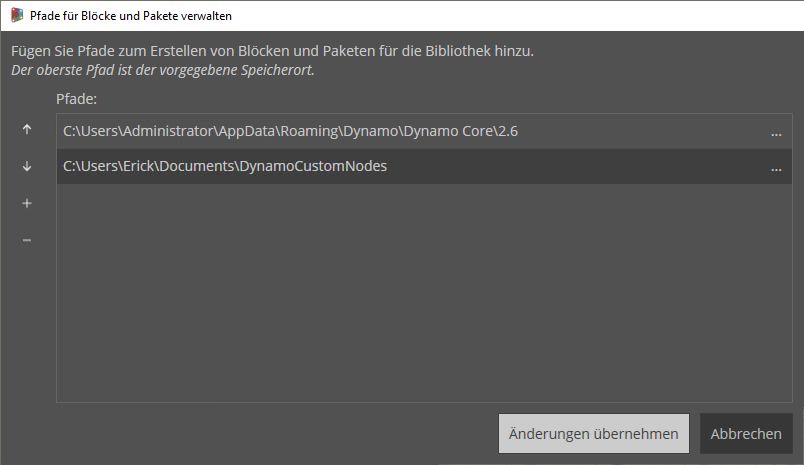 Pfade für Blöcke und Pakete verwalten
Fügen Sie Pfade zum Erstellen von Blöcken und Paketen für die Bibliothek hinzu.
Der oberste Pfad ist der vorgegebene Speicherort.
Pfade:
C:\Users\Administrator\AppData\Roaming\Dynamo\Dynamo Core\2.6 ...
C:\Users\Erick\Documents\DynamoCustomNodes ...
Änderungen übernehmen Abbrechen